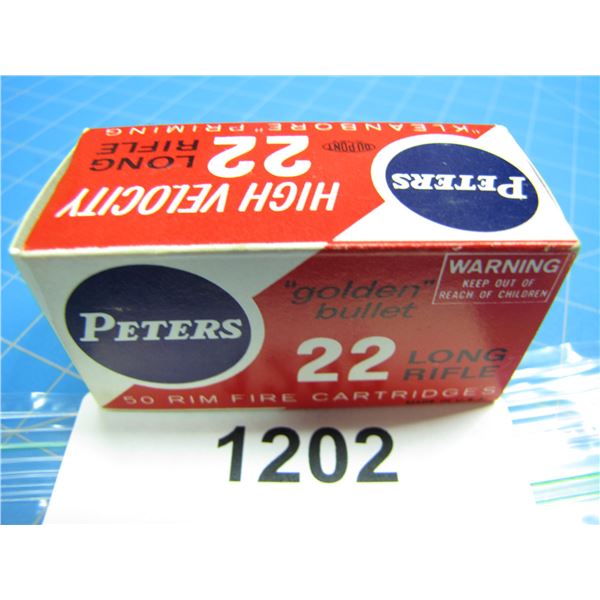 "KLEANBORE" PRIMING
22 LONG
RIFLE
DU PONT
HIGH VELOCITY
PETERS
PETERS
"golden"
bullet
WARNING
KEEP OUT OF
REACH OF CHILDREN
22 LONG
RIFLE
50 RIM FIRE CARTRIDGES
1202